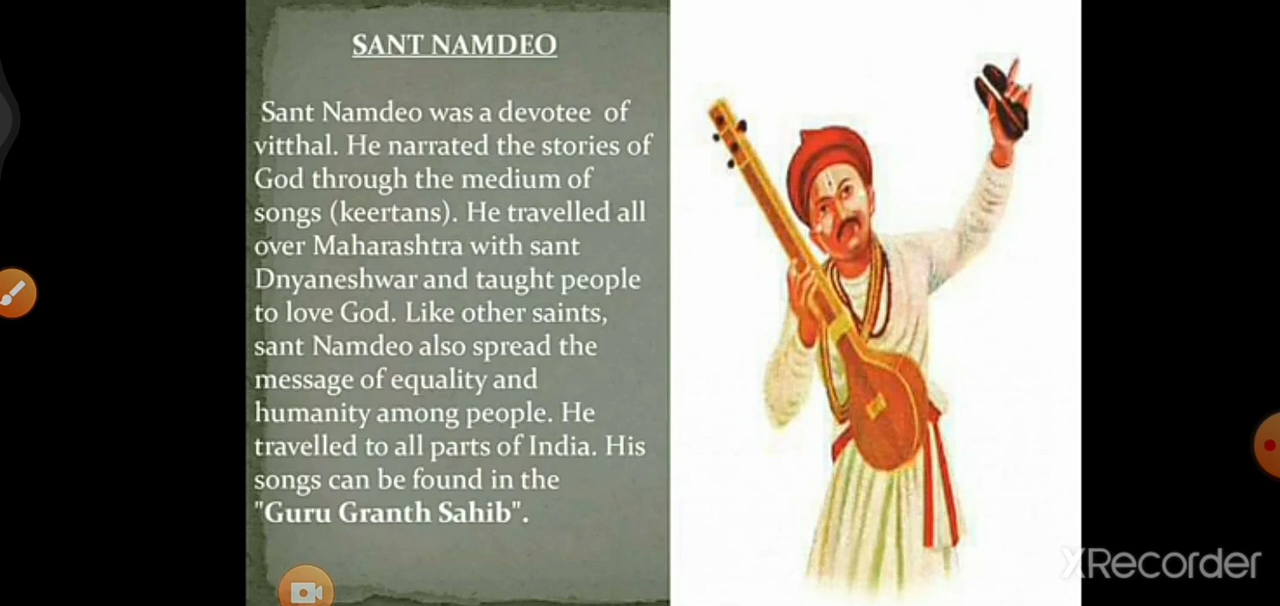 SANT NAMDEO
Sant Namdeo was a devotee of
vitthal. He narrated the stories of
God through the medium of
songs (keertans). He travelled all
over Maharashtra with sant
Dnyaneshwar and taught people
to love God. Like other saints,
sant Namdeo also spread the
message of equality and
humanity among people. He
travelled to all parts of India. His
songs can be found in the
"Guru Granth Sahib".
XRecorder